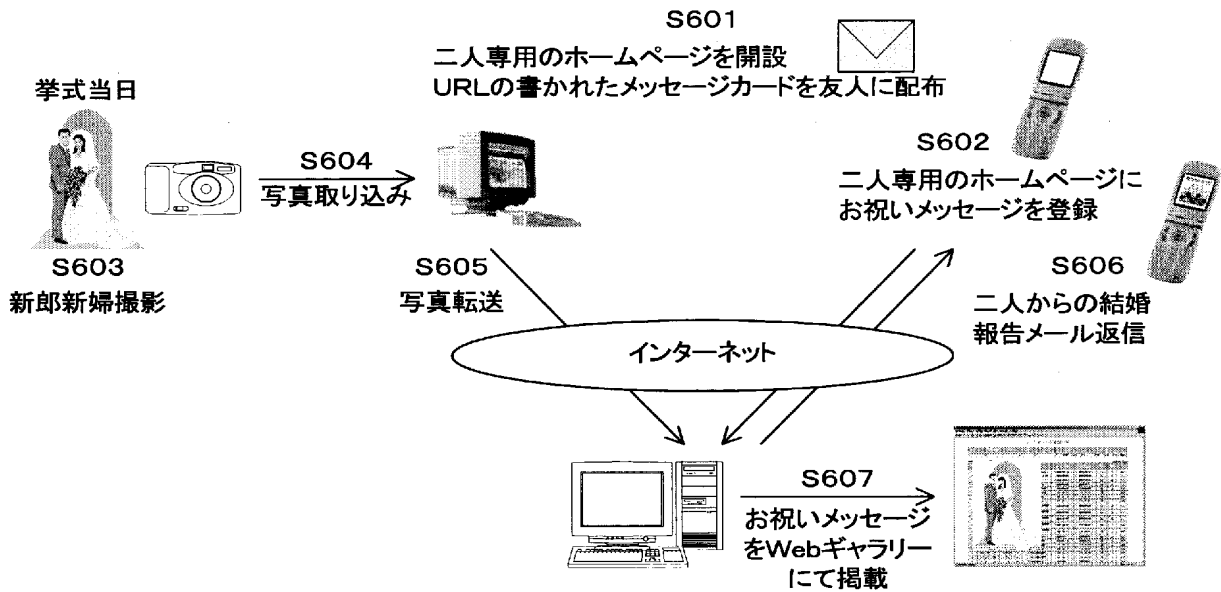 S601
二人専用のホームページを開設
URLの書かれたメッセージカードを友人に配布
挙式当日
S604
写真取り込み
S602
二人専用のホームページに
お祝いメッセージを登録
S603
新郎新婦撮影
S605
写真転送
S606
二人からの結婚
報告メール返信
インターネット
S607
お祝いメッセージ
をWebギャラリー
にて掲載